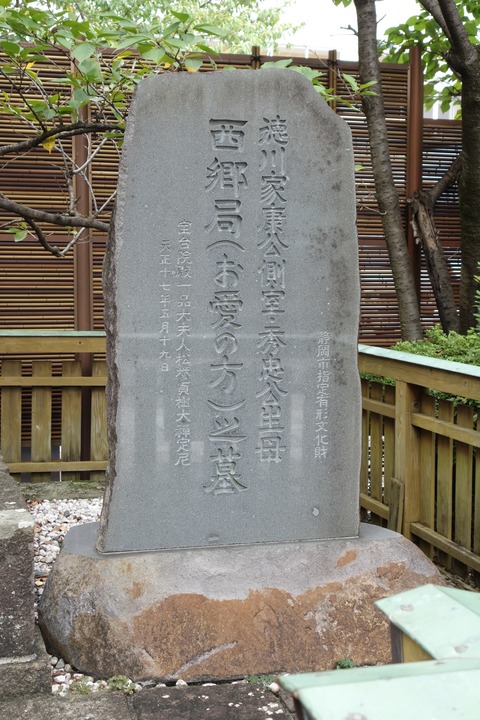 静岡市指定有形文化財
徳川家康公側室・秀忠公生母
西郷局(お愛の方)之墓
宝台院殿一品大夫人松誉貞樹大禅定尼
天正十七年五月十九日